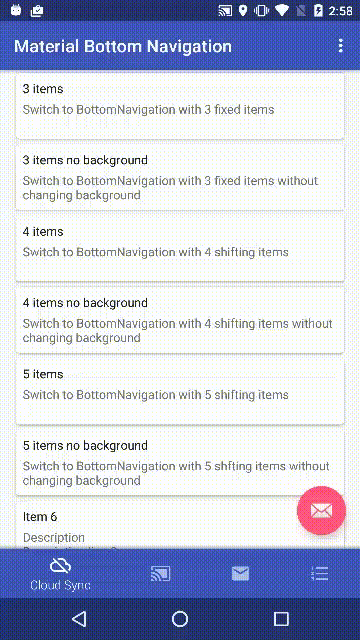 2:58
Material Bottom Navigation
3 items
Switch to BottomNavigation with 3 fixed items
3 items no background
Switch to BottomNavigation with 3 fixed items without
changing background
4 items
Switch to BottomNavigation with 4 shifting items
4 items no background
Switch to BottomNavigation with 4 shifting items without
changing background
5 items
Switch to BottomNavigation with 5 shifting items
5 items no background
Switch to BottomNavigation with 5 shfting items without
changing background
Item 6
Description
Cloud Sync